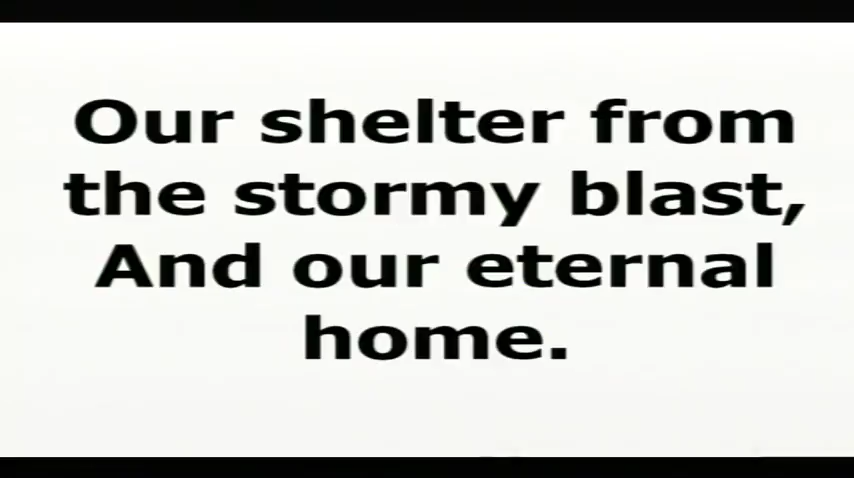 Our shelter from
the stormy blast,
And our eternal
home.